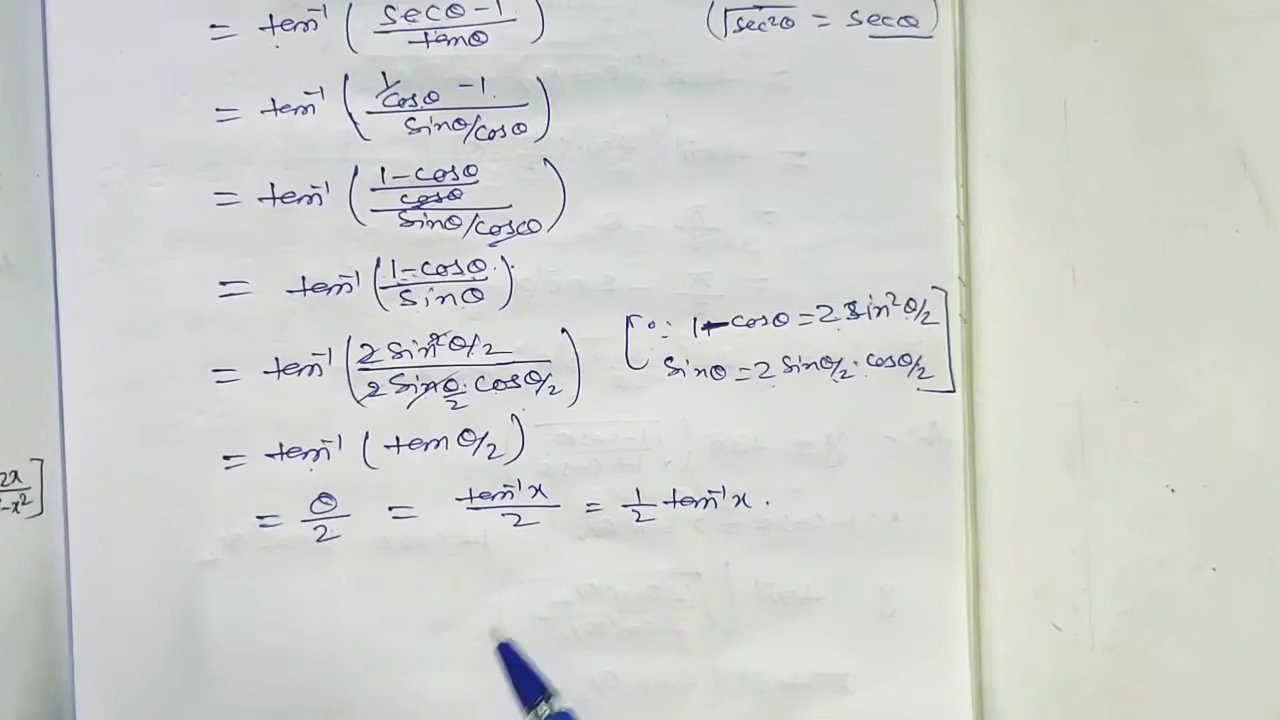 = tan⁻¹ ( (secθ - 1) / tanθ ) (√sec²θ = secθ)
= tan⁻¹ ( (1/cosθ - 1) / (sinθ/cosθ) )
= tan⁻¹ ( ((1-cosθ)/cosθ) / (sinθ/cosθ) )
= tan⁻¹ ( (1-cosθ) / sinθ )
= tan⁻¹ ( (2 sin²θ/2) / (2 sin θ/2 · cosθ/2) ) [∵ 1-cosθ = 2 sin²θ/2
sinθ = 2 sinθ/2 · cosθ/2]
= tan⁻¹ ( tan θ/2 )
= θ/2 = (tan⁻¹x)/2 = 1/2 tan⁻¹x .
2x
-x² ]